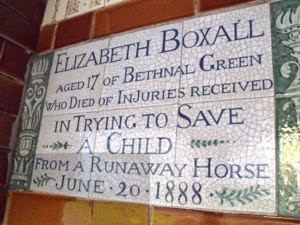 ELIZABETH BOXALL
AGED 17 OF BETHNAL GREEN
WHO DIED OF INJURIES RECEIVED
IN TRYING TO SAVE
A CHILD
FROM A RUNAWAY HORSE
JUNE · 20 · 1888 ·